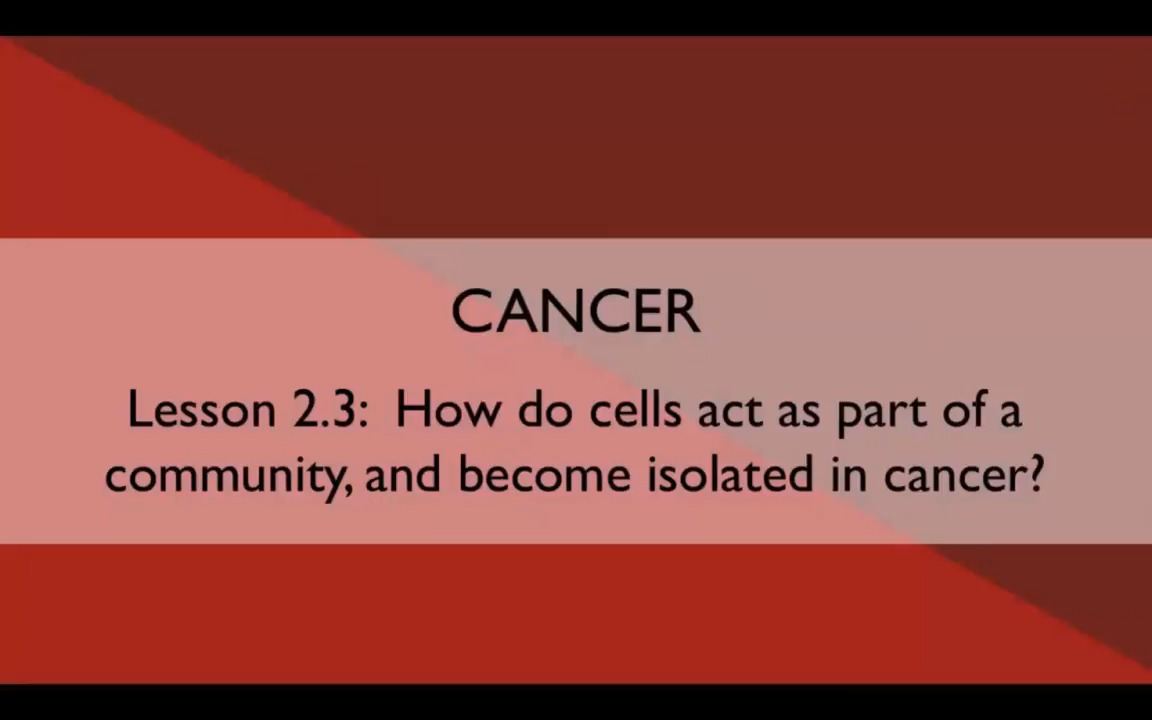 CANCER
Lesson 2.3:  How do cells act as part of a
community, and become isolated in cancer?